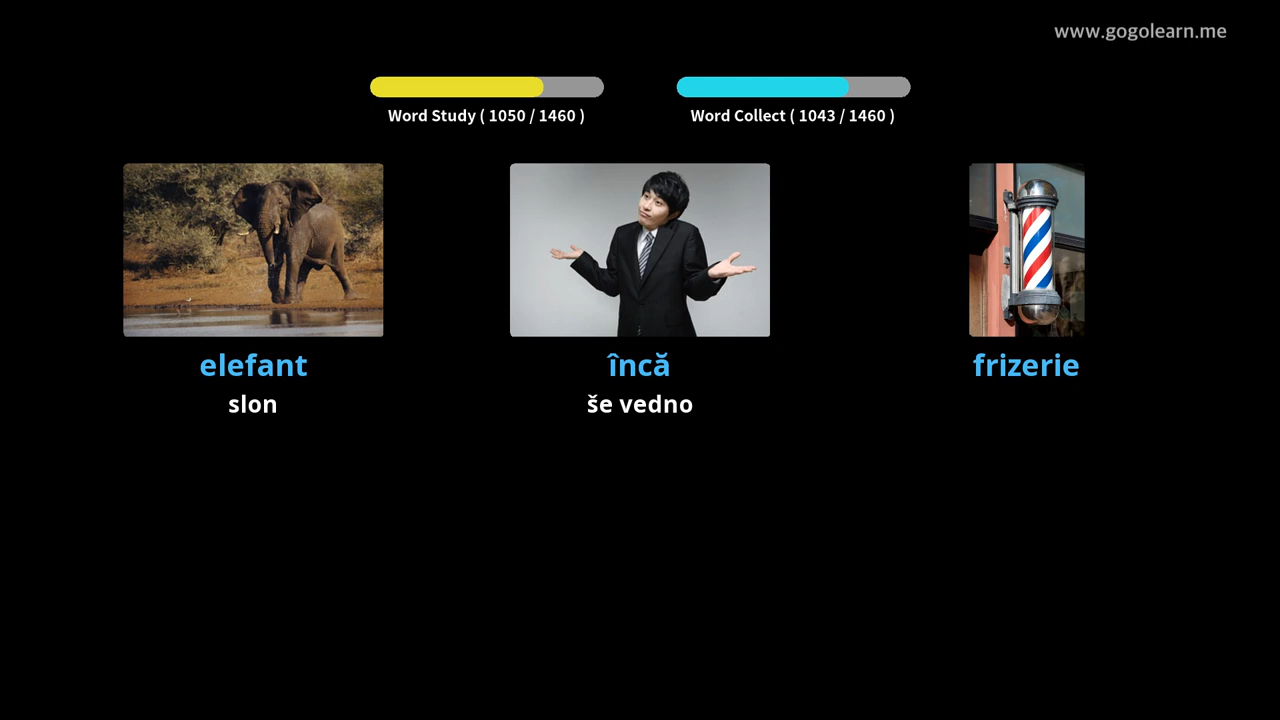 www.gogolearn.me
Word Study ( 1050 / 1460 )
Word Collect ( 1043 / 1460 )
elefant
încă
frizerie
slon
še vedno